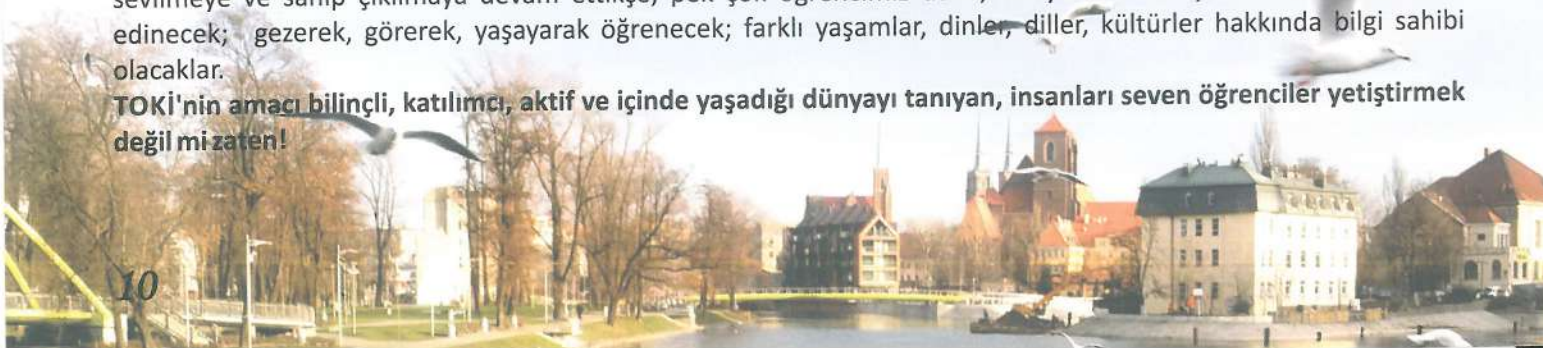 edinecek; gezerek, görerek, yaşayarak öğrenecek; farklı yaşamlar, dinler, diller, kültürler hakkında bilgi sahibi
olacaklar.
TOKİ'nin amacı bilinçli, katılımcı, aktif ve içinde yaşadığı dünyayı tanıyan, insanları seven öğrenciler yetiştirmek
değil mi zaten!
10